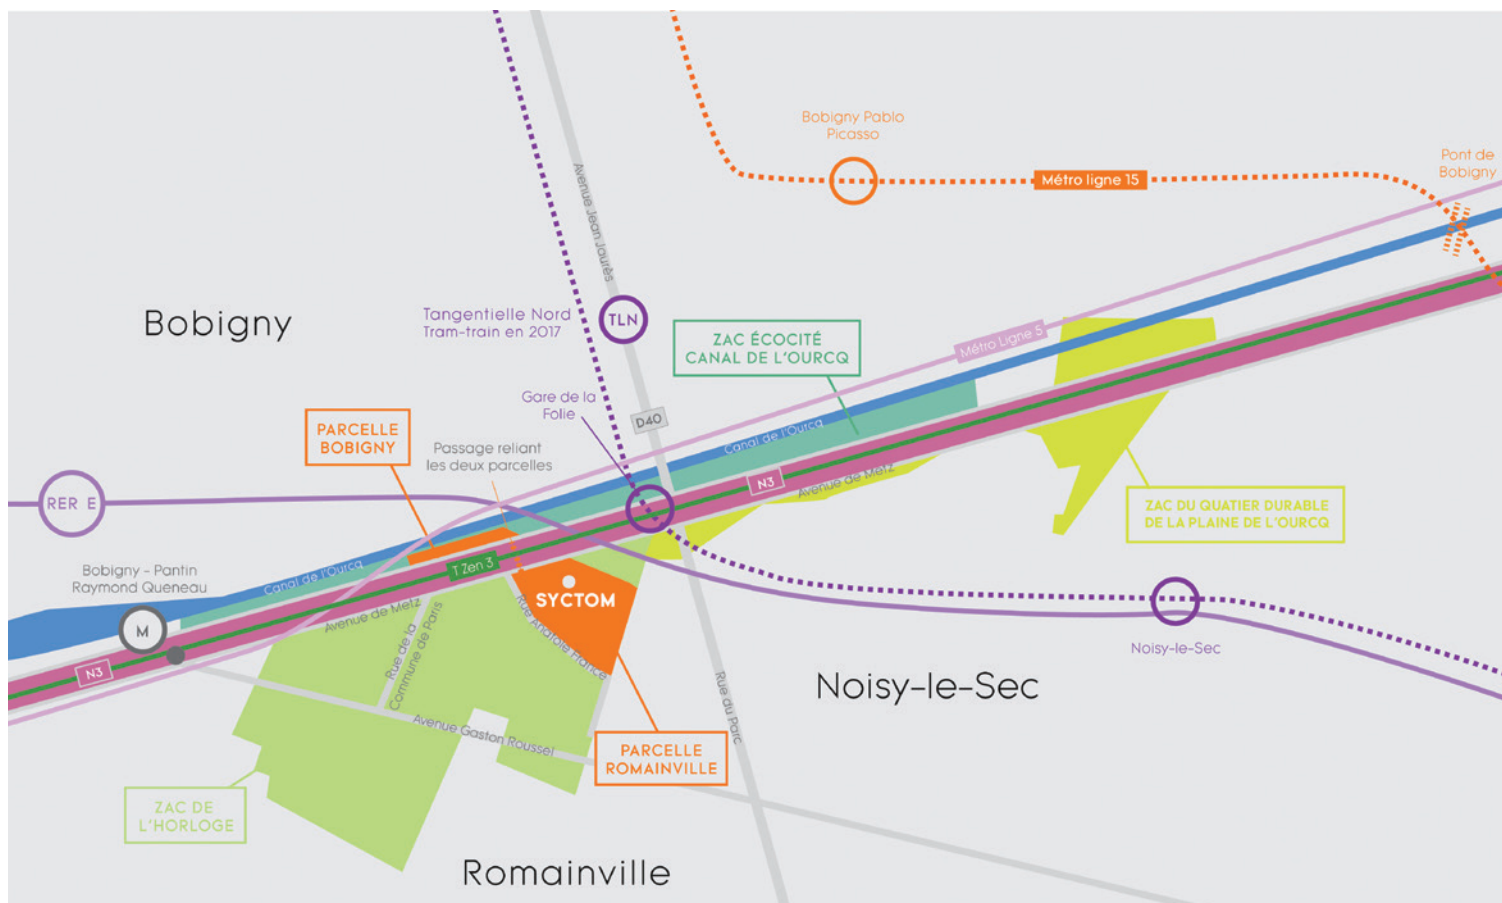 Bobigny Pablo
Picasso
Métro ligne 15
Pont de
Bobigny
Avenue Jean Jaurès
Bobigny
Tangentielle Nord
Tram-train en 2017
TLN
ZAC ÉCOCITÉ
CANAL DE L'OURCQ
Métro Ligne 5
Gare de la
Folie
D40
PARCELLE
BOBIGNY
Passage reliant
les deux parcelles
Canal de l'Ourcq
N3
Avenue de Metz
RER E
ZAC DU QUATIER DURABLE
DE LA PLAINE DE L'OURCQ
Bobigny - Pantin
Raymond Queneau
Canal de l'Ourcq
T Zen 3
M
SYCTOM
Avenue de Metz
Rue de la
Commune de Paris
Rue Anatole France
N3
Noisy-le-Sec
Noisy-le-Sec
Rue du Parc
Avenue Gaston Roussel
PARCELLE
ROMAINVILLE
ZAC DE
L'HORLOGE
Romainville